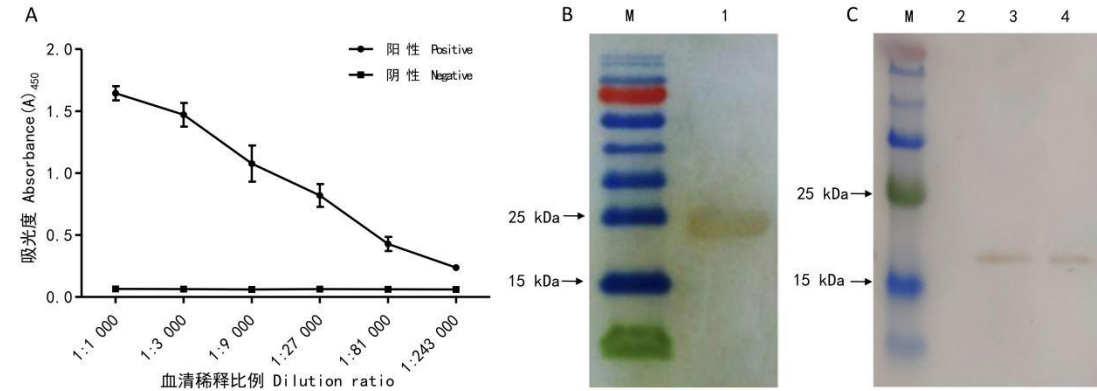 A
2.0
1.5
1.0
0.5
0.0
吸光度 Absorbance(A)450
阳 性 Positive
阴 性 Negative
1:1 000
1:3 000
1:9 000
1:27 000
1:81 000
1:243 000
血清稀释比例 Dilution ratio
B
M 1
25 kDa
15 kDa
C
M 2 3 4
25 kDa
15 kDa